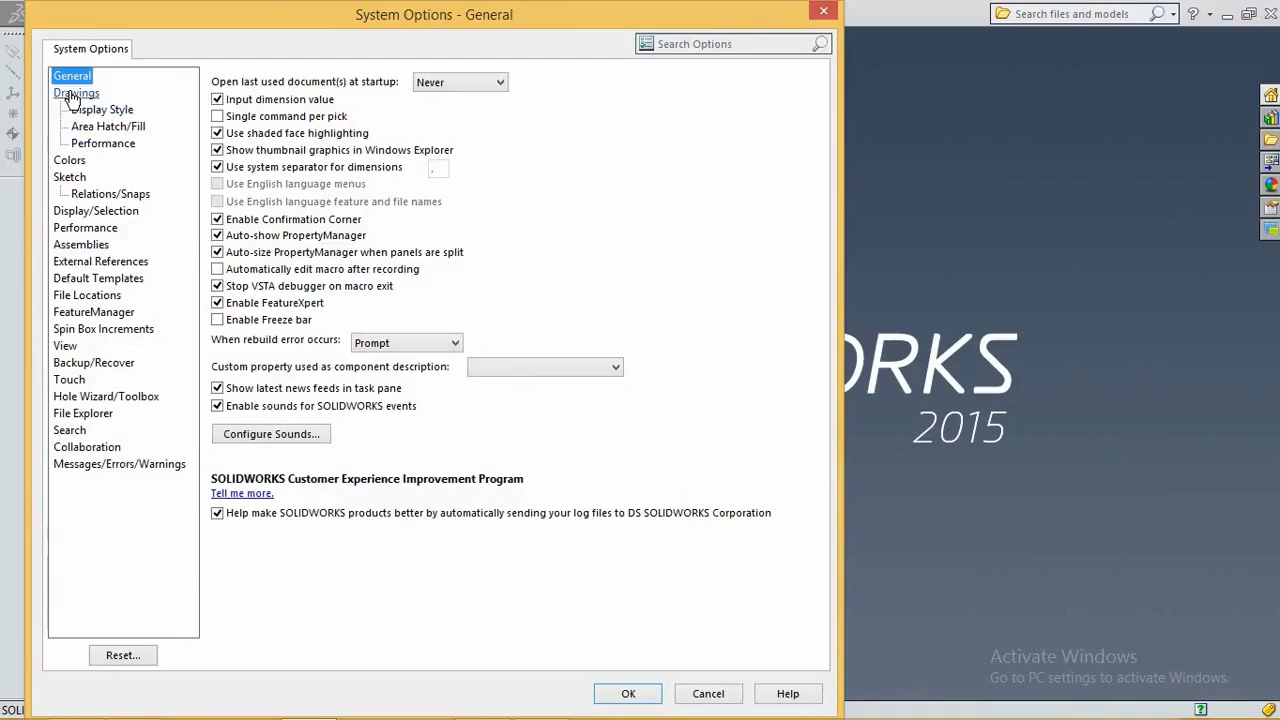 System Options - General
Search files and models
System Options
Search Options
General
Drawings
Display Style
Area Hatch/Fill
Performance
Colors
Sketch
Relations/Snaps
Display/Selection
Performance
Assemblies
External References
Default Templates
File Locations
FeatureManager
Spin Box Increments
View
Backup/Recover
Touch
Hole Wizard/Toolbox
File Explorer
Search
Collaboration
Messages/Errors/Warnings
Reset...
Open last used document(s) at startup: Never
Input dimension value
Single command per pick
Use shaded face highlighting
Show thumbnail graphics in Windows Explorer
Use system separator for dimensions .
Use English language menus
Use English language feature and file names
Enable Confirmation Corner
Auto-show PropertyManager
Auto-size PropertyManager when panels are split
Automatically edit macro after recording
Stop VSTA debugger on macro exit
Enable FeatureXpert
Enable Freeze bar
When rebuild error occurs: Prompt
Custom property used as component description:
Show latest news feeds in task pane
Enable sounds for SOLIDWORKS events
Configure Sounds...
SOLIDWORKS Customer Experience Improvement Program
Tell me more.
Help make SOLIDWORKS products better by automatically sending your log files to DS SOLIDWORKS Corporation
OK Cancel Help
ORKS
2015
Activate Windows
Go to PC settings to activate Windows.
SOLI